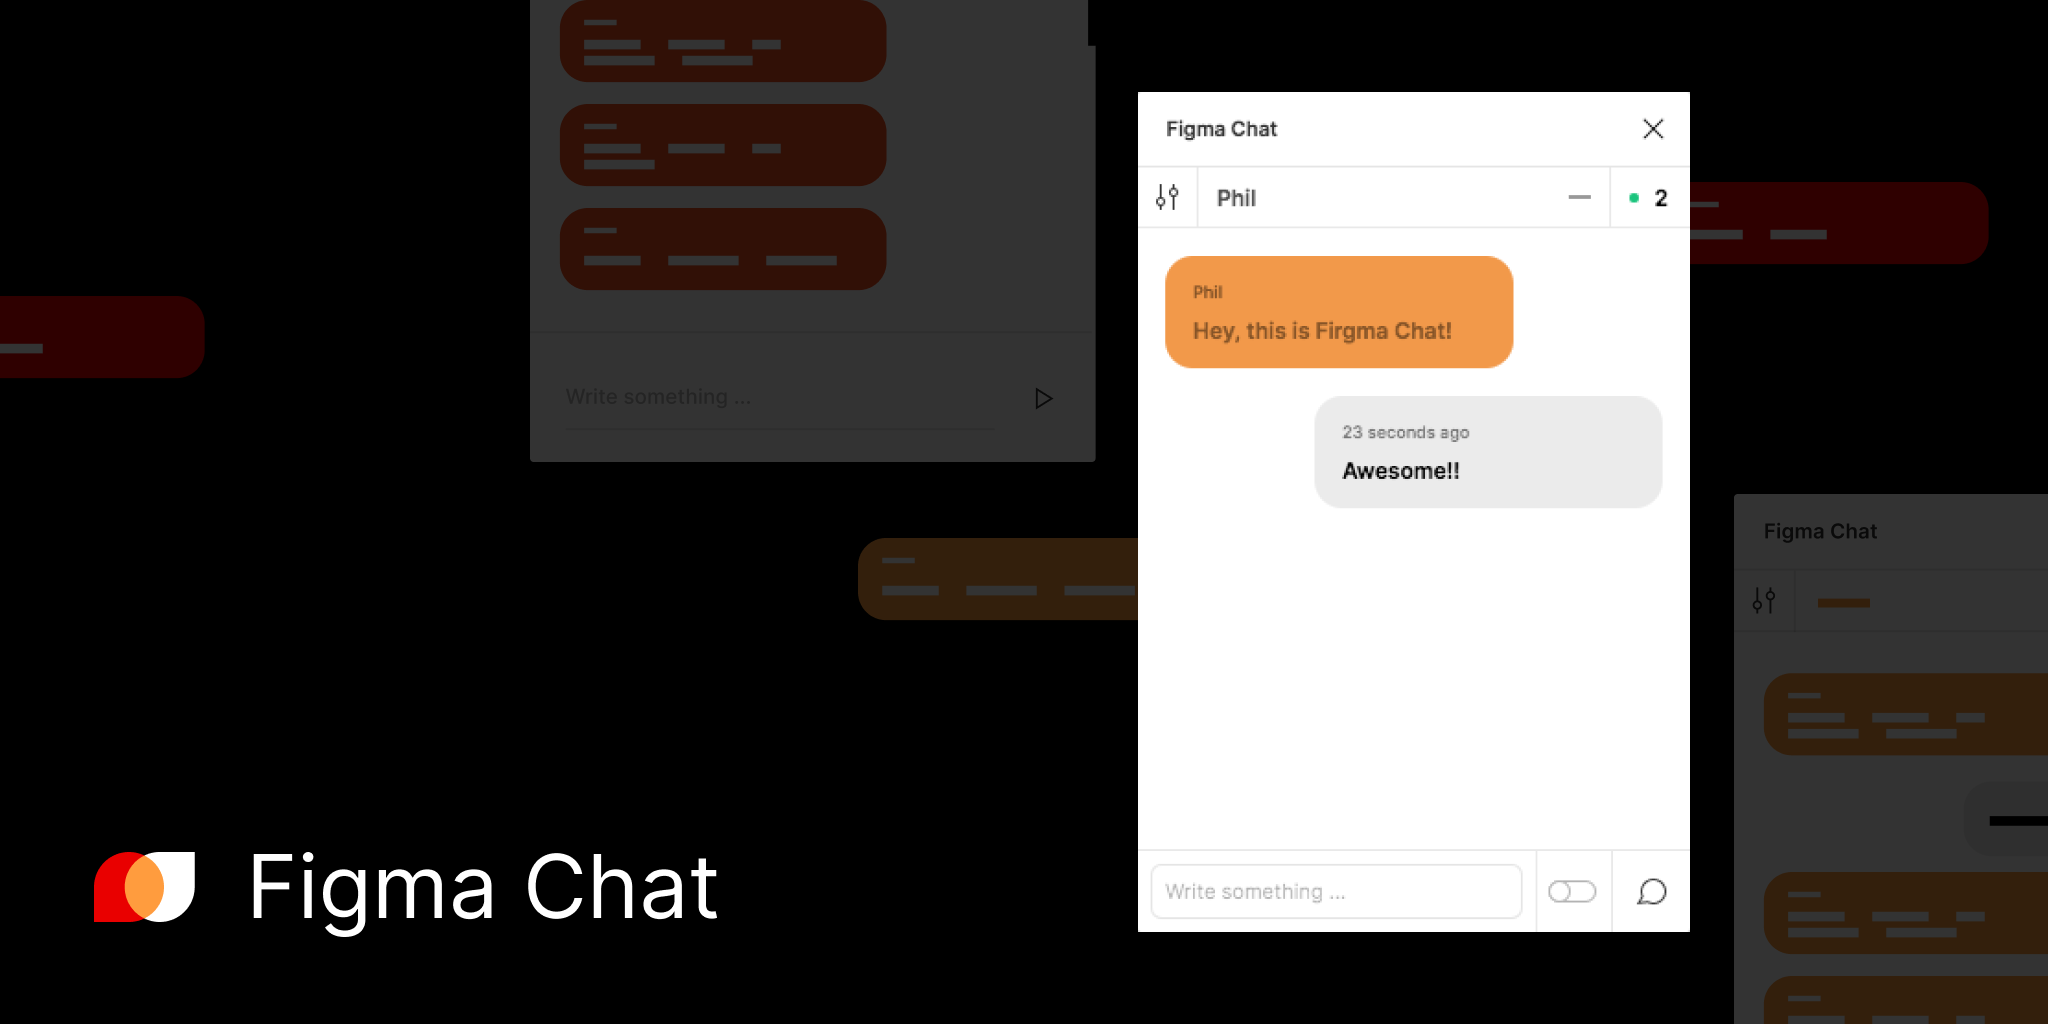 Write something ...
Figma Chat
Phil
2
Phil
Hey, this is Firgma Chat!
23 seconds ago
Awesome!!
Write something ...
Figma Chat
Figma Chat